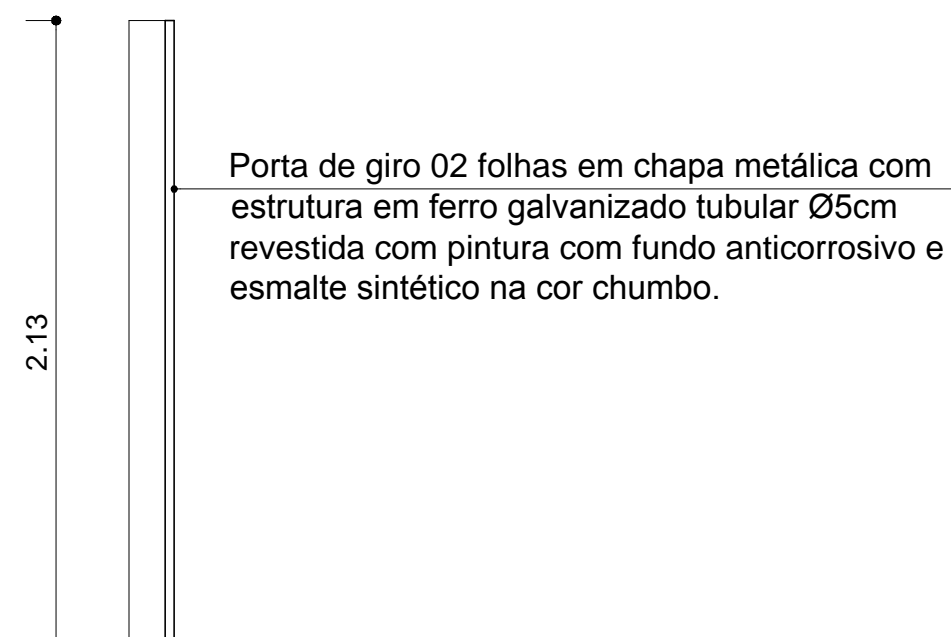 Porta de giro 02 folhas em chapa metálica com
estrutura em ferro galvanizado tubular Ø5cm
revestida com pintura com fundo anticorrosivo e
esmalte sintético na cor chumbo.
2.13